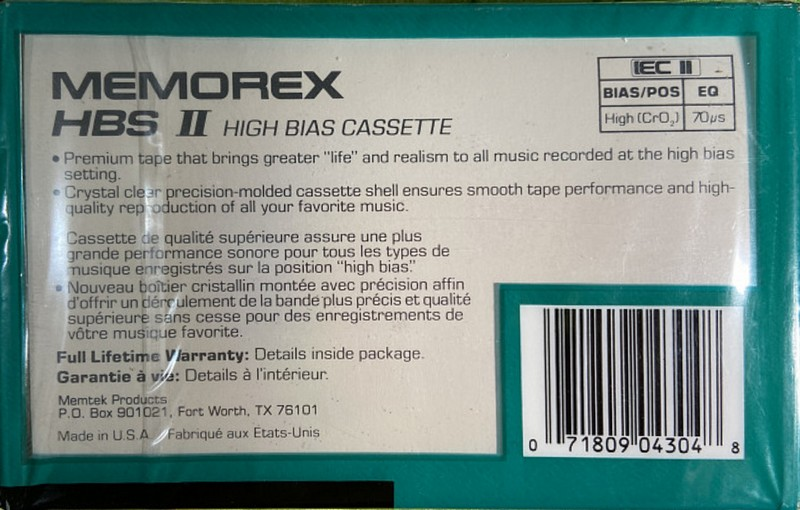 MEMOREX
HBS II HIGH BIAS CASSETTE
IEC II
BIAS/POS EQ
High (CrO₂) 70µs
• Premium tape that brings greater "life" and realism to all music recorded at the high bias
setting.
• Crystal clear precision-molded cassette shell ensures smooth tape performance and high-
quality reproduction of all your favorite music.
Cassette de qualité supérieure assure une plus
grande performance sonore pour tous les types de
musique enregistrés sur la position "high bias."
• Nouveau boîtier cristallin montée avec précision affin
d'offrir un déroulement de la bande plus précis et qualité
supérieure sans cesse pour des enregistrements de
vôtre musique favorite.
Full Lifetime Warranty: Details inside package.
Garantie à vie: Details à l'intérieur.
Memtek Products
P.O. Box 901021, Fort Worth, TX 76101
Made in U.S.A. Fabriqué aux Etats-Unis
0 71809 04304 8